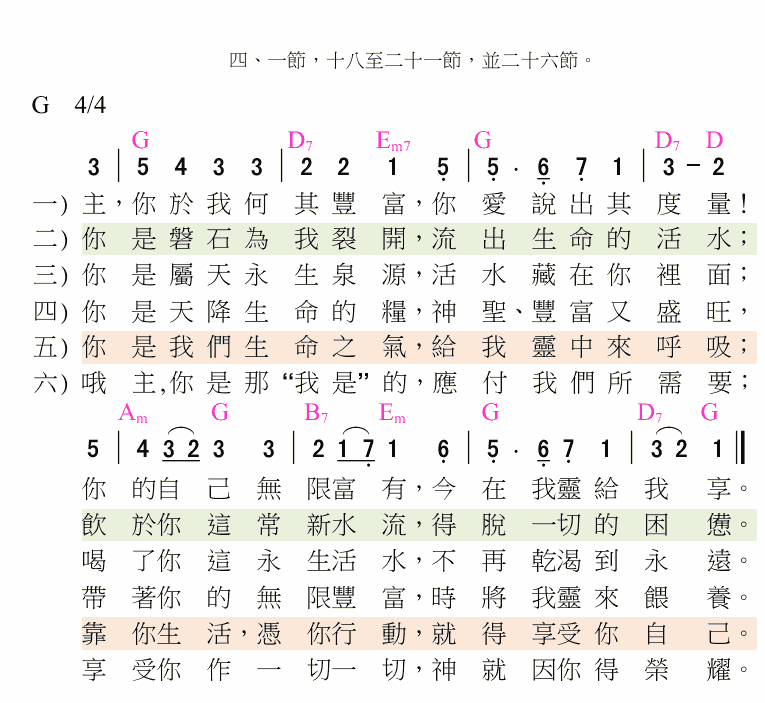 四、一節，十八至二十一節，並二十六節。
G 4/4
G D7 Em7 G D7 D
3 | 5 4 3 3 | 2 2 1 5̣ | 5̣ · 6̣ 7̣ 1 | 3 – 2
一) 主，你於我何其豐富，你愛說出其度量！
二) 你是磐石為我裂開，流出生命的活水；
三) 你是屬天永生泉源，活水藏在你裡面；
四) 你是天降生命的糧，神聖、豐富又盛旺，
五) 你是我們生命之氣，給我靈中來呼吸；
六) 哦主,你是那“我是”的，應付我們所需要；
Am G B7 Em G D7 G
5 | 4 3 2 3 3 | 2 1 7̣ 1 6̣ | 5̣ · 6̣ 7̣ 1 | 3 2 1 ‖
你的自己無限富有，今在我靈給我享。
飲於你這常新水流，得脫一切的困憊。
喝了你這永生活水，不再乾渴到永遠。
帶著你的無限豐富，時將我靈來餵養。
靠你生活，憑你行動，就得享受你自己。
享受你作一切一切，神就因你得榮耀。